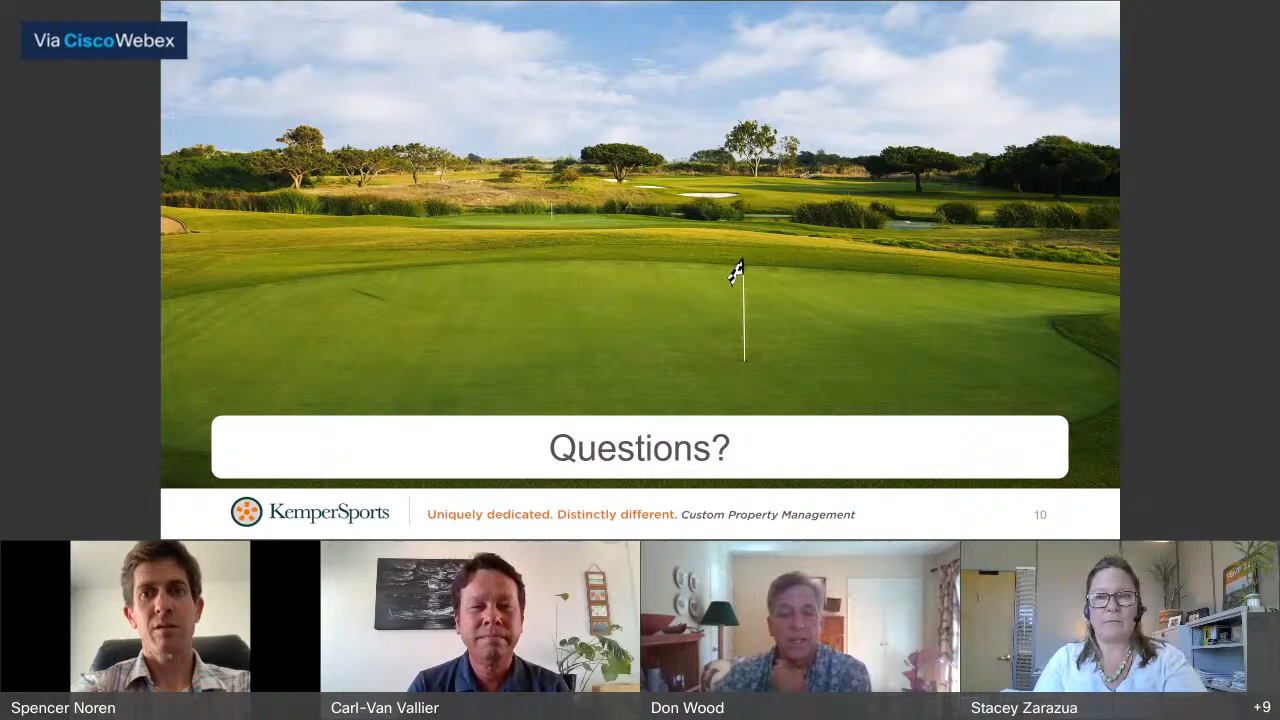 Via CiscoWebex
Questions?
KemperSports
Uniquely dedicated. Distinctly different. Custom Property Management
10
Spencer Noren
Carl-Van Vallier
Don Wood
Stacey Zarazua
+9